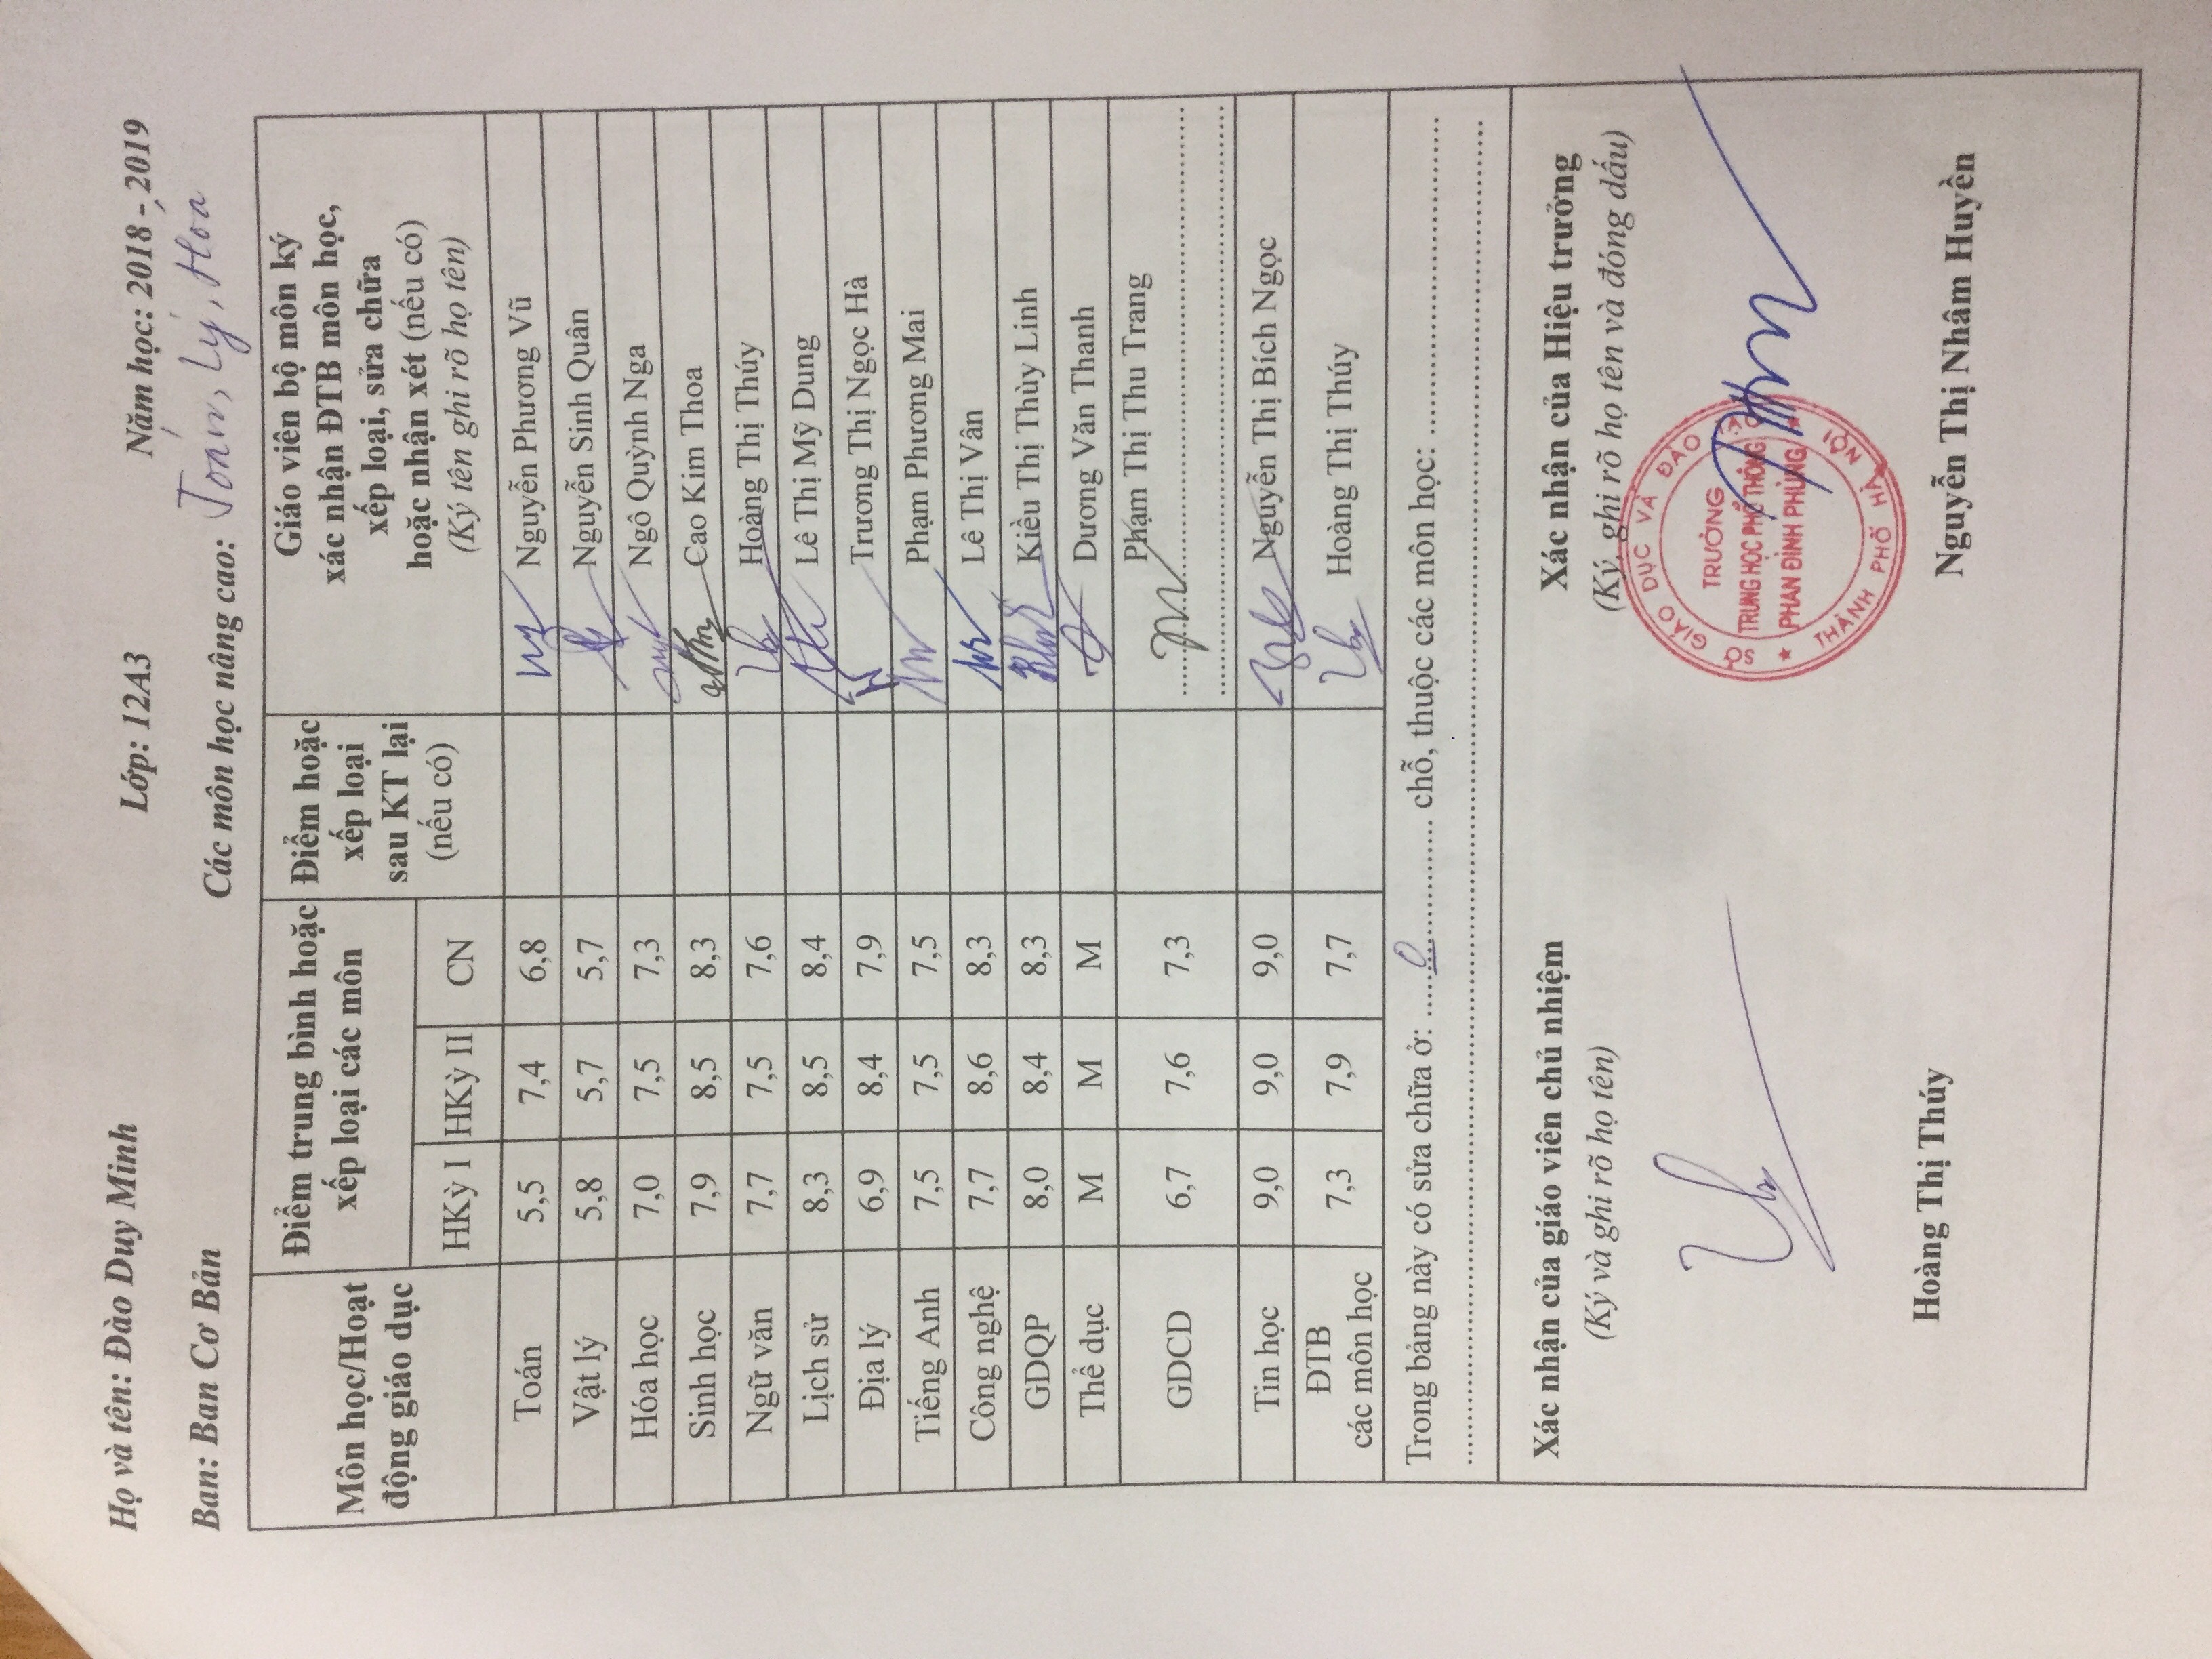 Họ và tên: Đào Duy Minh Lớp: 12A3 Năm học: 2018 - 2019
Ban: Ban Cơ Bản Các môn học nâng cao: Toán, Lý, Hoa
Môn học/Hoạt động giáo dục
Điểm trung bình hoặc xếp loại các môn
HKỳ I HKỳ II CN
Điểm hoặc xếp loại sau KT lại (nếu có)
Giáo viên bộ môn ký
xác nhận ĐTB môn học,
xếp loại, sửa chữa
hoặc nhận xét (nếu có)
(Ký tên ghi rõ họ tên)
Toán 5,5 7,4 6,8 Nguyễn Phương Vũ
Vật lý 5,8 5,7 5,7 Nguyễn Sinh Quân
Hóa học 7,0 7,5 7,3 Ngô Quỳnh Nga
Sinh học 7,9 8,5 8,3 Cao Kim Thoa
Ngữ văn 7,7 7,5 7,6 Hoàng Thị Thúy
Lịch sử 8,3 8,5 8,4 Lê Thị Mỹ Dung
Địa lý 6,9 8,4 7,9 Trương Thị Ngọc Hà
Tiếng Anh 7,5 7,5 7,5 Phạm Phương Mai
Công nghệ 7,7 8,6 8,3 Lê Thị Vân
GDQP 8,0 8,4 8,3 Kiều Thị Thùy Linh
Thể dục M M M Dương Văn Thanh
GDCD 6,7 7,6 7,3 Phạm Thị Thu Trang
Tin học 9,0 9,0 9,0 Nguyễn Thị Bích Ngọc
ĐTB
các môn học 7,3 7,9 7,7 Hoàng Thị Thúy
Trong bảng này có sửa chữa ở: ....0.... chỗ, thuộc các môn học: ....
Xác nhận của giáo viên chủ nhiệm
(Ký và ghi rõ họ tên)
Hoàng Thị Thúy
Xác nhận của Hiệu trưởng
(Ký, ghi rõ họ tên và đóng dấu)
SỞ GIÁO DỤC VÀ ĐÀO
TRƯỜNG
TRUNG HỌC PHỔ THÔNG
PHAN ĐÌNH PHÙNG
THÀNH PHỐ HÀ NỘI
Nguyễn Thị Nhâm Huyền